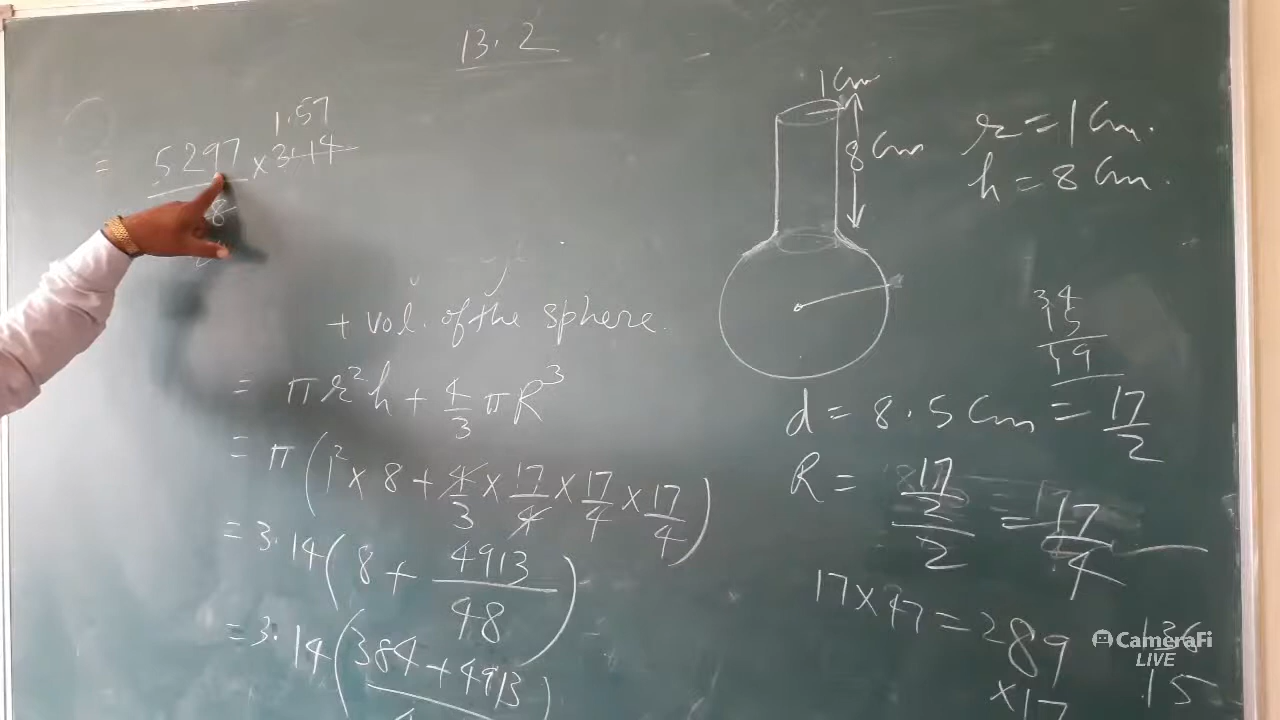 13.2
1.57
= 5297 × 3.14
8
+ vol. of the sphere.
= πr²h + 4/3 πR³
= π(1² × 8 + 4/3 × 17/4 × 17/4 × 17/4)
= 3.14(8 + 4913/48)
= 3.14(384 + 4913
1 cm
8 cm
r = 1 cm.
h = 8 cm.
34
15
19
d = 8.5 cm = 17/2
R = 17/2/2 = 17/4
17 × 17 = 289
×17
136
15
CameraFi
LIVE